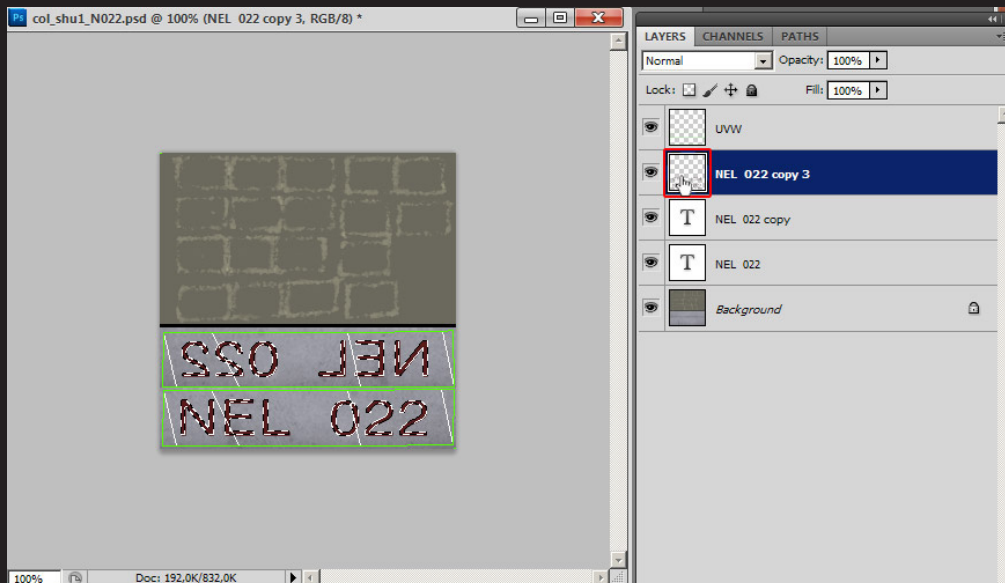 Ps col_shu1_N022.psd @ 100% (NEL 022 copy 3, RGB/8) *
LAYERS CHANNELS PATHS
Normal Opacity: 100%
Lock: Fill: 100%
UVW
NEL 022 copy 3
T NEL 022 copy
T NEL 022
Background
NEL 022
NEL 022
100% Doc: 192,0K/832,0K